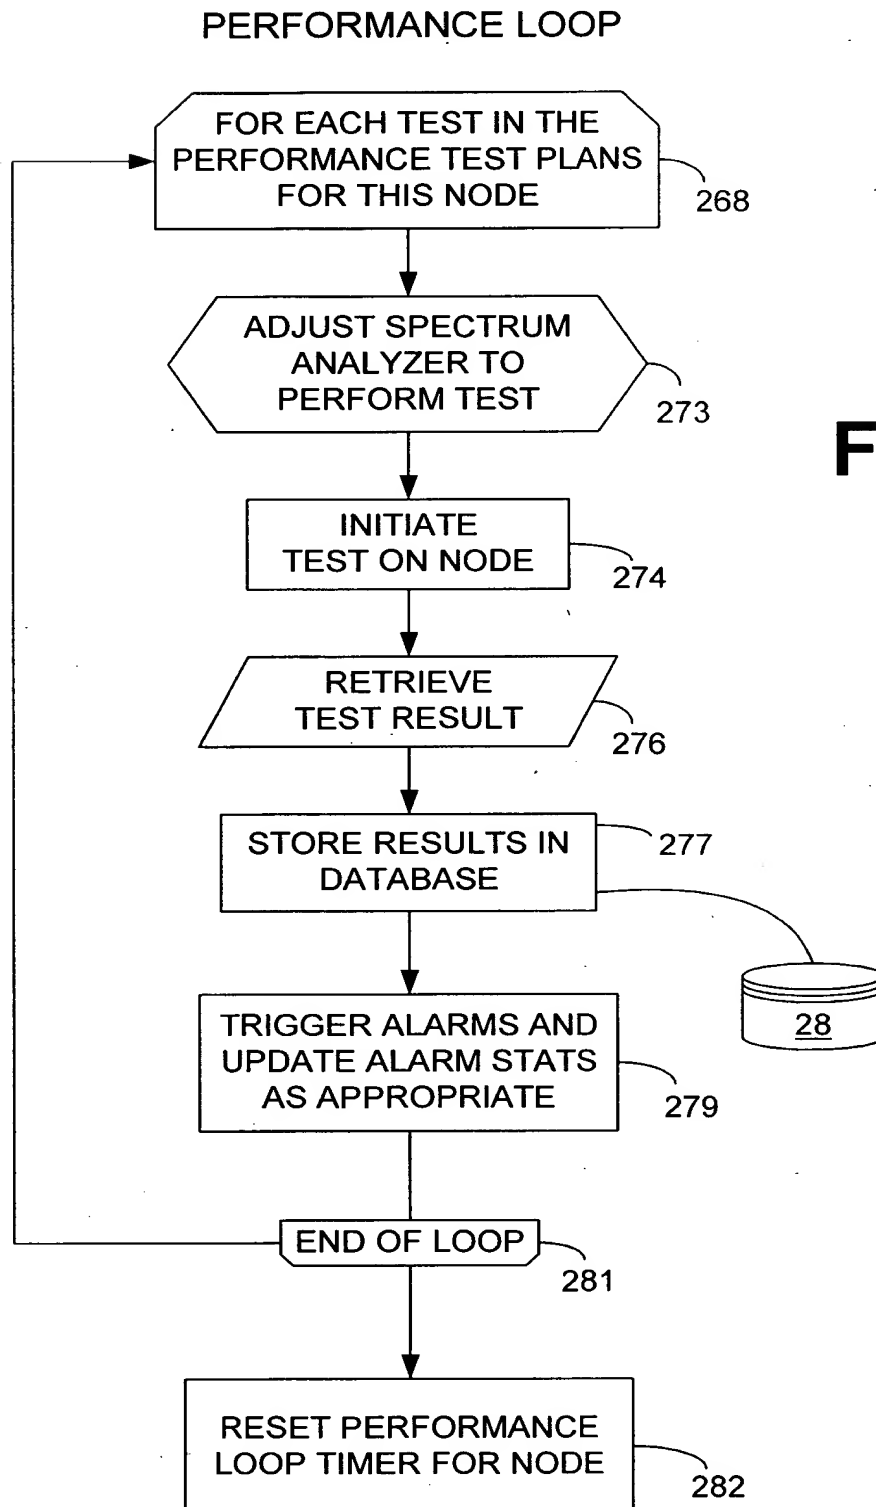 PERFORMANCE LOOP
FOR EACH TEST IN THE
PERFORMANCE TEST PLANS
FOR THIS NODE
268
ADJUST SPECTRUM
ANALYZER TO
PERFORM TEST
273
F
INITIATE
TEST ON NODE
274
RETRIEVE
TEST RESULT
276
STORE RESULTS IN
DATABASE
277
28
TRIGGER ALARMS AND
UPDATE ALARM STATS
AS APPROPRIATE
279
END OF LOOP
281
RESET PERFORMANCE
LOOP TIMER FOR NODE
282